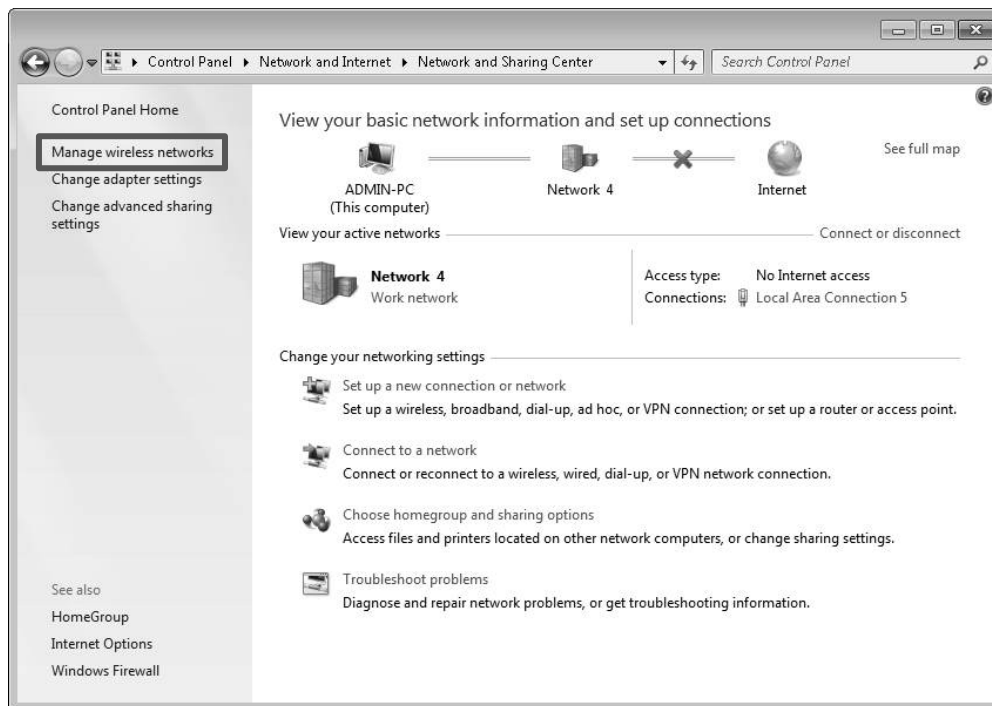 Control Panel Network and Internet Network and Sharing Center
Search Control Panel
Control Panel Home
Manage wireless networks
Change adapter settings
Change advanced sharing
settings
See also
HomeGroup
Internet Options
Windows Firewall
View your basic network information and set up connections
See full map
ADMIN-PC
(This computer)
Network 4
Internet
View your active networks
Connect or disconnect
Network 4
Work network
Access type: No Internet access
Connections: Local Area Connection 5
Change your networking settings
Set up a new connection or network
Set up a wireless, broadband, dial-up, ad hoc, or VPN connection; or set up a router or access point.
Connect to a network
Connect or reconnect to a wireless, wired, dial-up, or VPN network connection.
Choose homegroup and sharing options
Access files and printers located on other network computers, or change sharing settings.
Troubleshoot problems
Diagnose and repair network problems, or get troubleshooting information.